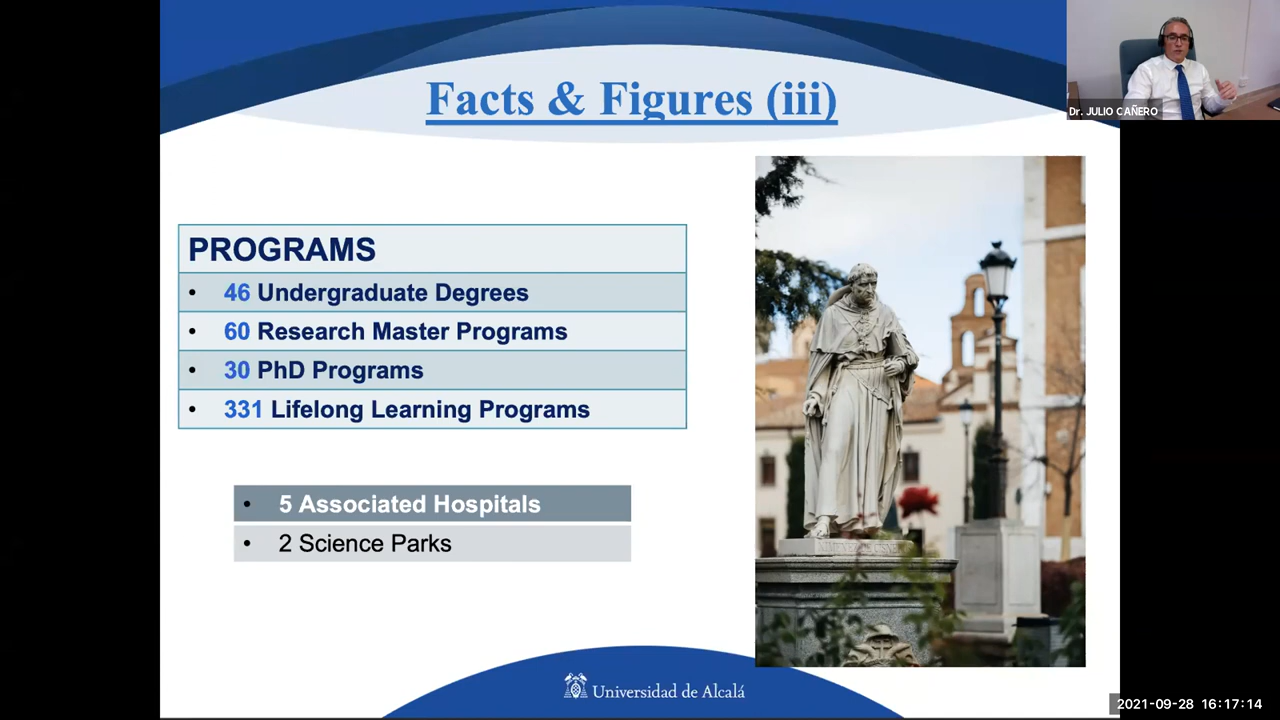 Facts & Figures (iii)
Dr. JULIO CAÑERO
PROGRAMS
• 46 Undergraduate Degrees
• 60 Research Master Programs
• 30 PhD Programs
• 331 Lifelong Learning Programs
• 5 Associated Hospitals
• 2 Science Parks
Universidad de Alcalá
2021-09-28 16:17:14